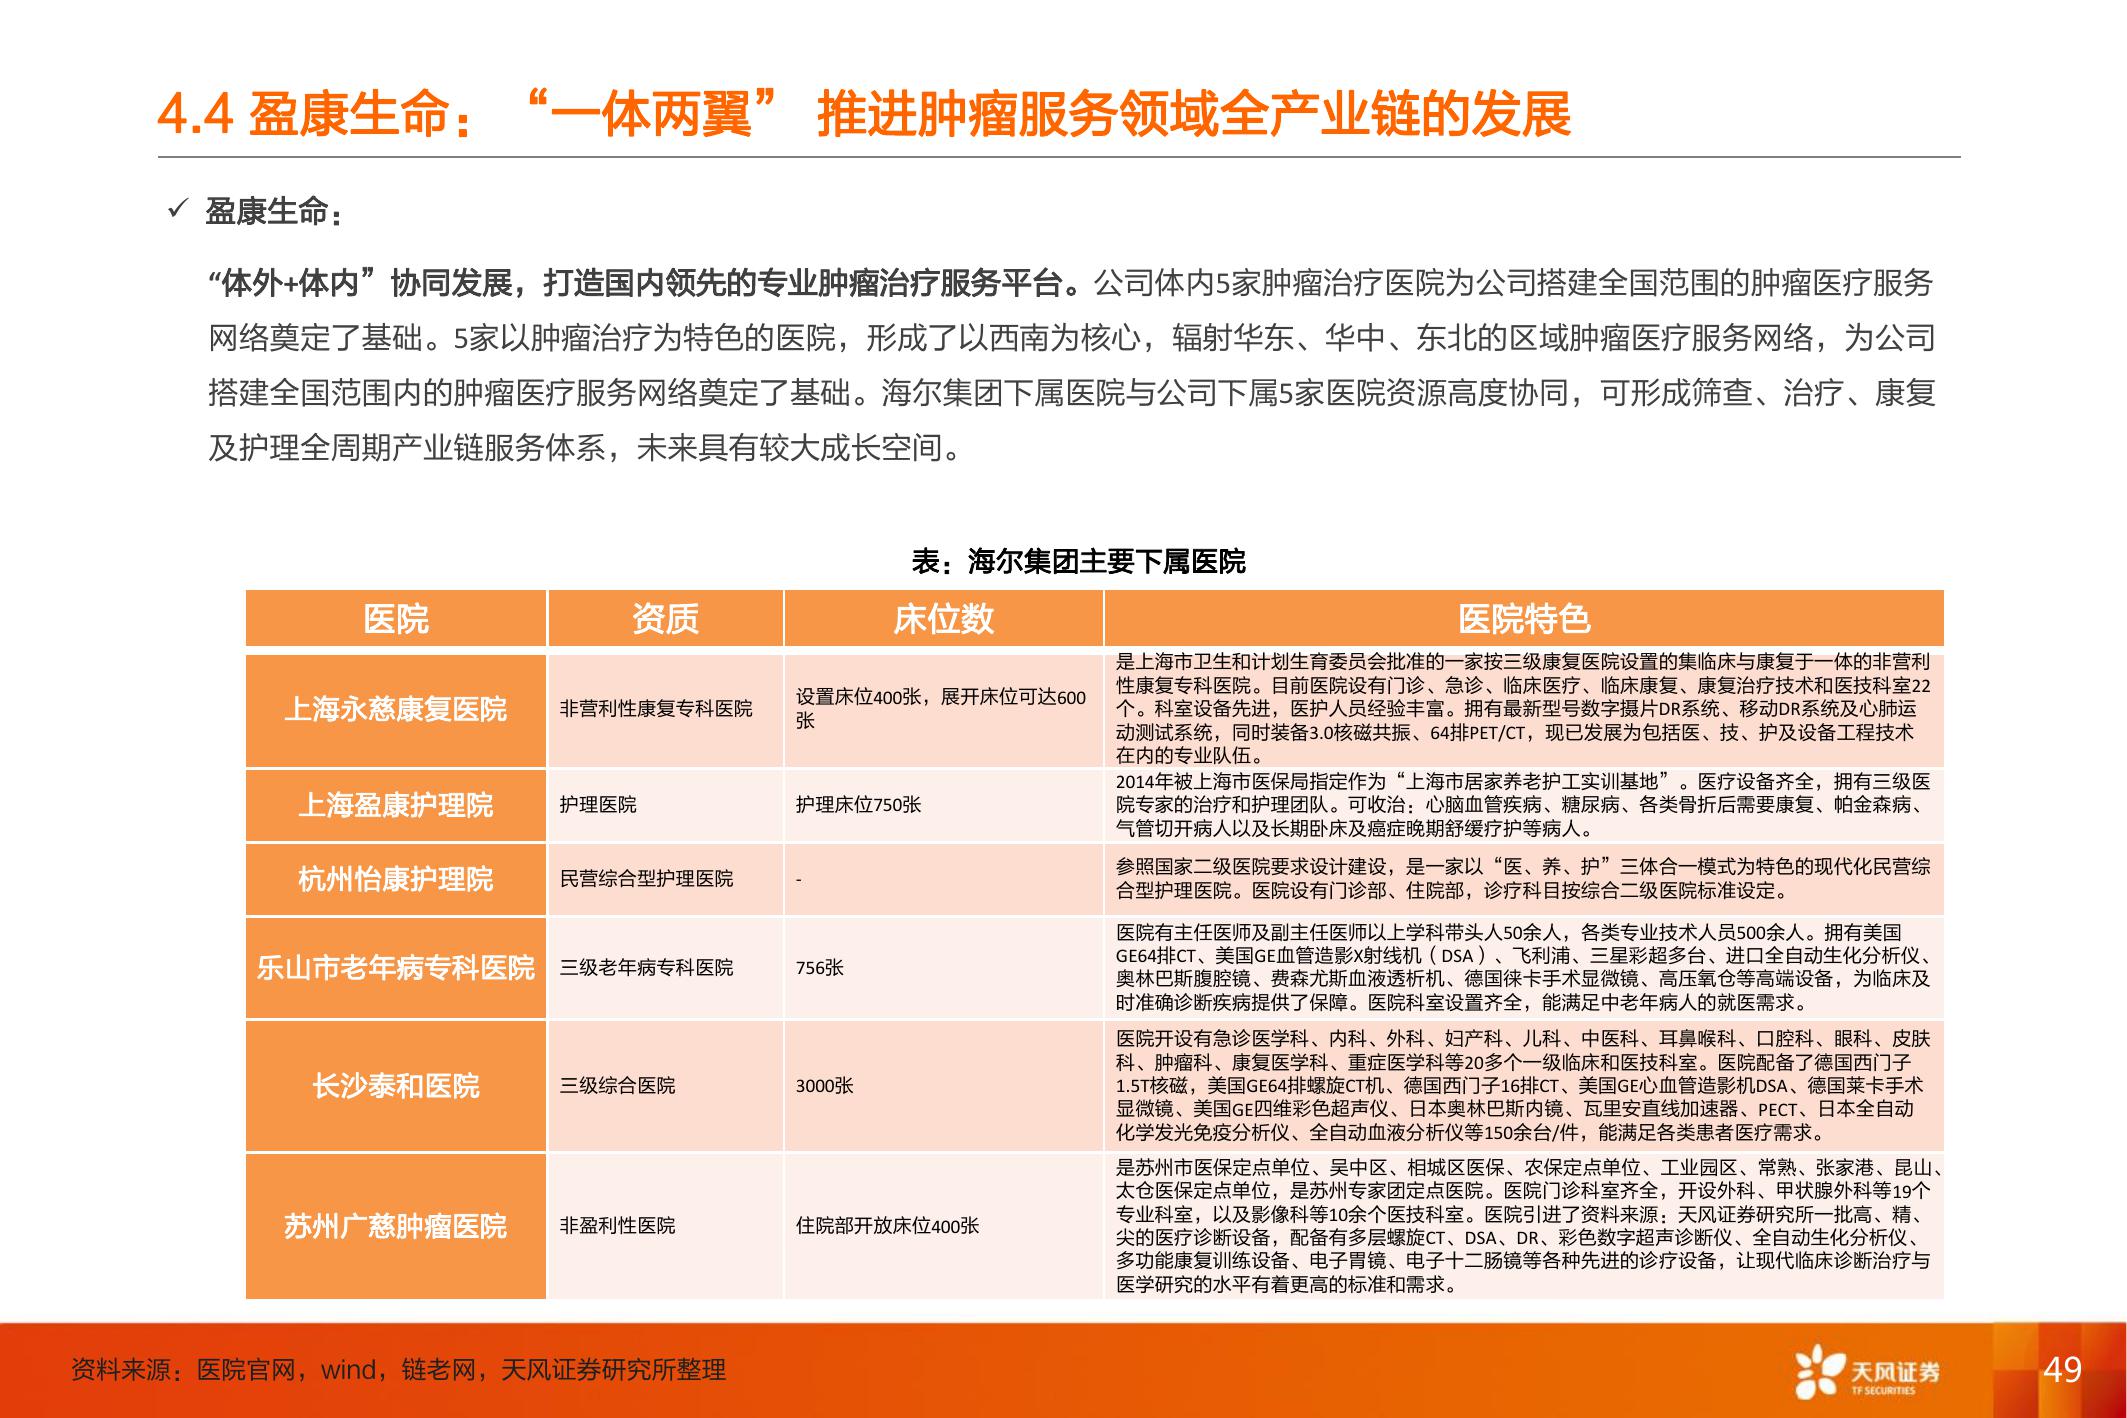 4.4 盈康生命：“一体两翼” 推进肿瘤服务领域全产业链的发展
✓ 盈康生命：
“体外+体内”协同发展，打造国内领先的专业肿瘤治疗服务平台。公司体内5家肿瘤治疗医院为公司搭建全国范围的肿瘤医疗服务
网络奠定了基础。5家以肿瘤治疗为特色的医院，形成了以西南为核心，辐射华东、华中、东北的区域肿瘤医疗服务网络，为公司
搭建全国范围内的肿瘤医疗服务网络奠定了基础。海尔集团下属医院与公司下属5家医院资源高度协同，可形成筛查、治疗、康复
及护理全周期产业链服务体系，未来具有较大成长空间。
表：海尔集团主要下属医院
医院 资质 床位数 医院特色
上海永慈康复医院
非营利性康复专科医院
设置床位400张，展开床位可达600
张
是上海市卫生和计划生育委员会批准的一家按三级康复医院设置的集临床与康复于一体的非营利
性康复专科医院。目前医院设有门诊、急诊、临床医疗、临床康复、康复治疗技术和医技科室22
个。科室设备先进，医护人员经验丰富。拥有最新型号数字摄片DR系统、移动DR系统及心肺运
动测试系统，同时装备3.0核磁共振、64排PET/CT，现已发展为包括医、技、护及设备工程技术
在内的专业队伍。
上海盈康护理院
护理医院
护理床位750张
2014年被上海市医保局指定作为“上海市居家养老护工实训基地”。医疗设备齐全，拥有三级医
院专家的治疗和护理团队。可收治：心脑血管疾病、糖尿病、各类骨折后需要康复、帕金森病、
气管切开病人以及长期卧床及癌症晚期舒缓疗护等病人。
杭州怡康护理院
民营综合型护理医院
-
参照国家二级医院要求设计建设，是一家以“医、养、护”三体合一模式为特色的现代化民营综
合型护理医院。医院设有门诊部、住院部，诊疗科目按综合二级医院标准设定。
乐山市老年病专科医院
三级老年病专科医院
756张
医院有主任医师及副主任医师以上学科带头人50余人，各类专业技术人员500余人。拥有美国
GE64排CT、美国GE血管造影X射线机（DSA）、飞利浦、三星彩超多台、进口全自动生化分析仪、
奥林巴斯腹腔镜、费森尤斯血液透析机、德国徕卡手术显微镜、高压氧仓等高端设备，为临床及
时准确诊断疾病提供了保障。医院科室设置齐全，能满足中老年病人的就医需求。
长沙泰和医院
三级综合医院
3000张
医院开设有急诊医学科、内科、外科、妇产科、儿科、中医科、耳鼻喉科、口腔科、眼科、皮肤
科、肿瘤科、康复医学科、重症医学科等20多个一级临床和医技科室。医院配备了德国西门子
1.5T核磁，美国GE64排螺旋CT机、德国西门子16排CT、美国GE心血管造影机DSA、德国莱卡手术
显微镜、美国GE四维彩色超声仪、日本奥林巴斯内镜、瓦里安直线加速器、PECT、日本全自动
化学发光免疫分析仪、全自动血液分析仪等150余台/件，能满足各类患者医疗需求。
苏州广慈肿瘤医院
非盈利性医院
住院部开放床位400张
是苏州市医保定点单位、吴中区、相城区医保、农保定点单位、工业园区、常熟、张家港、昆山、
太仓医保定点单位，是苏州专家团定点医院。医院门诊科室齐全，开设外科、甲状腺外科等19个
专业科室，以及影像科等10余个医技科室。医院引进了资料来源：天风证券研究所一批高、精、
尖的医疗诊断设备，配备有多层螺旋CT、DSA、DR、彩色数字超声诊断仪、全自动生化分析仪、
多功能康复训练设备、电子胃镜、电子十二肠镜等各种先进的诊疗设备，让现代临床诊断治疗与
医学研究的水平有着更高的标准和需求。
资料来源：医院官网，wind，链老网，天风证券研究所整理
天风证券
TF SECURITIES
49